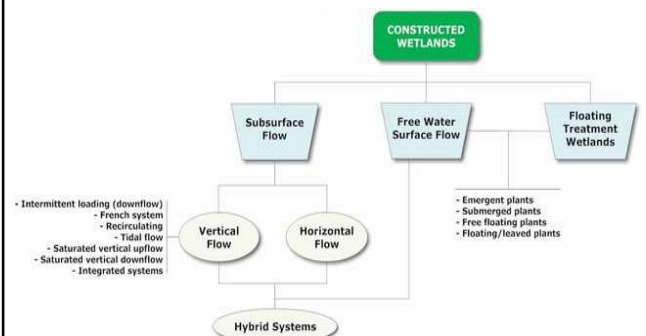 CONSTRUCTED
WETLANDS
Subsurface
Flow
Free Water
Surface Flow
Floating
Treatment
Wetlands
- Intermittent loading (downflow)
- French system
- Recirculating
- Tidal flow
- Saturated vertical upflow
- Saturated vertical downflow
- Integrated systems
Vertical
Flow
Horizontal
Flow
- Emergent plants
- Submerged plants
- Free floating plants
- Floating/leaved plants
Hybrid Systems